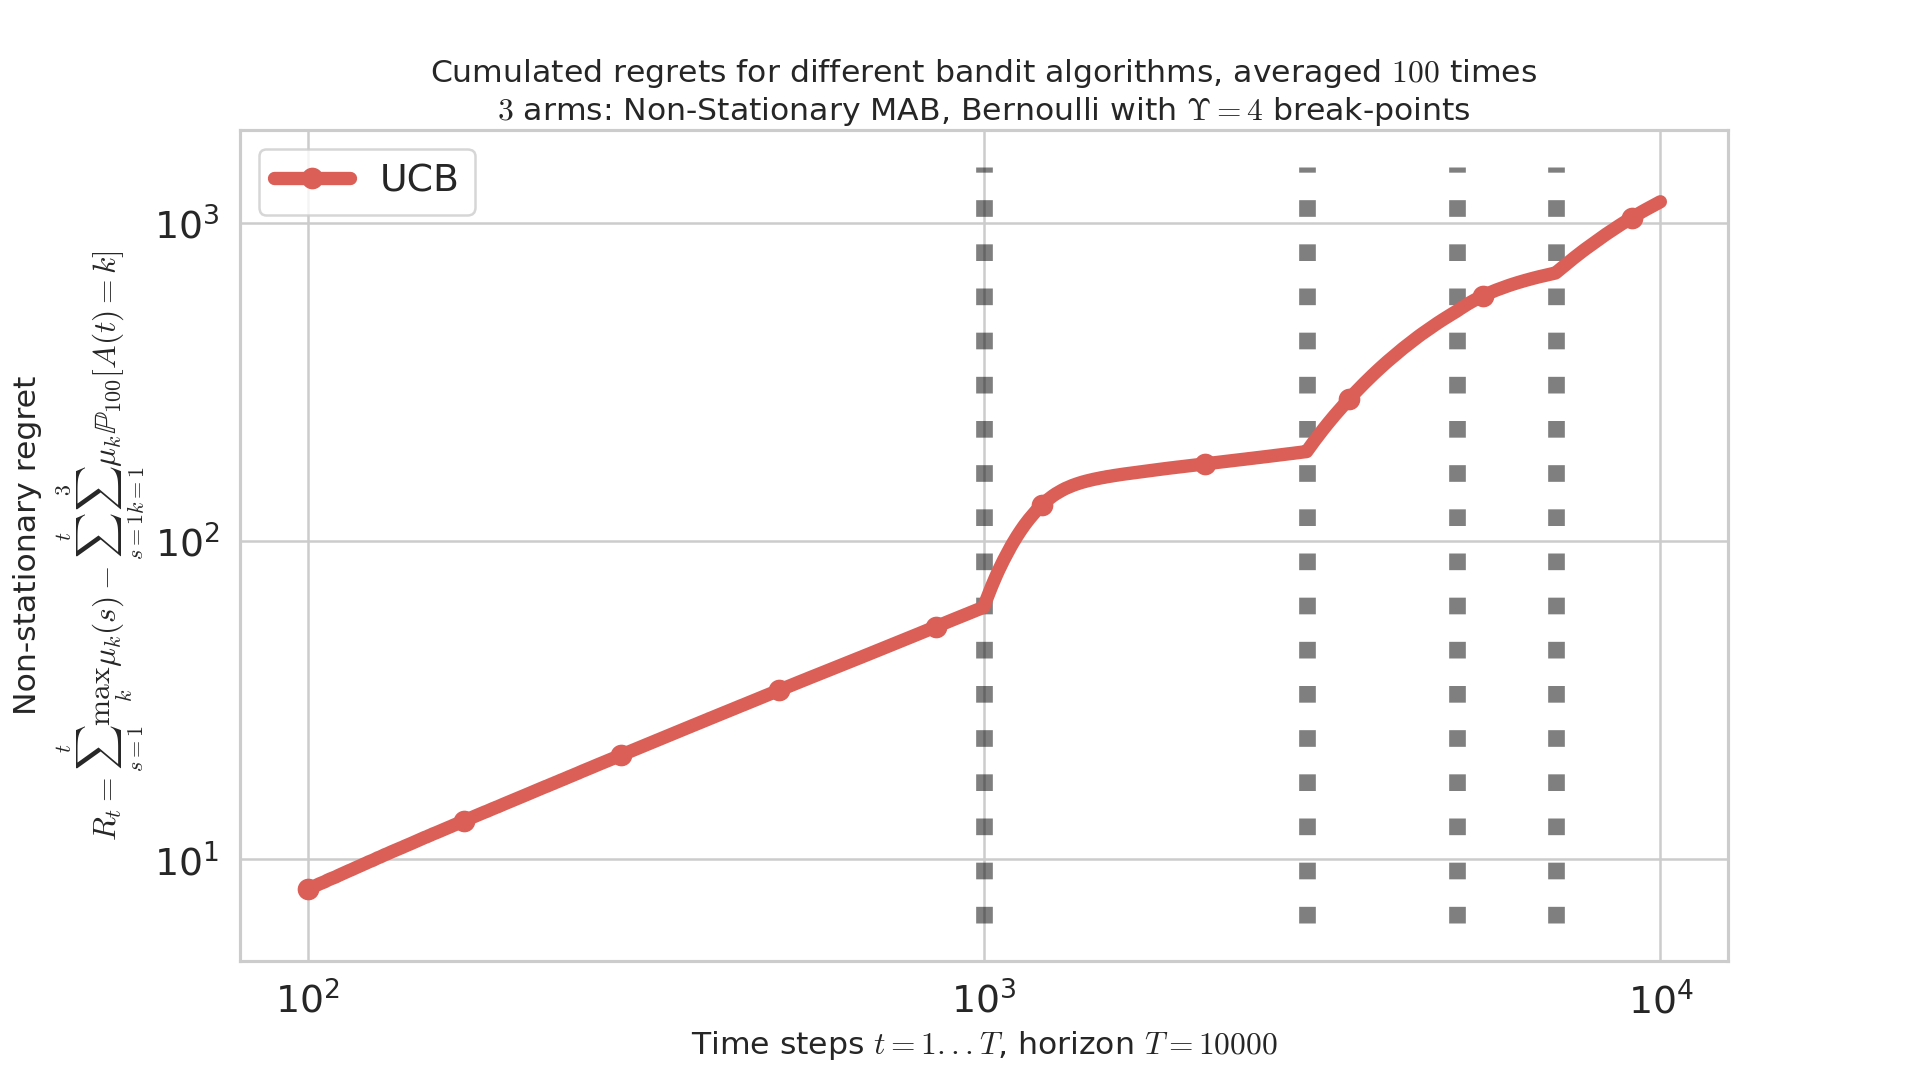 Cumulated regrets for different bandit algorithms, averaged 100 times
3 arms: Non-Stationary MAB, Bernoulli with Υ = 4 break-points
UCB
Non-stationary regret
R_t = ∑_{s=1}^{t} max_k μ_k(s) − ∑_{s=1}^{t} ∑_{k=1}^{3} μ_k ℙ_{100}[A(t) = k]
10³
10²
10¹
10² 10³ 10⁴
Time steps t = 1...T, horizon T = 10000